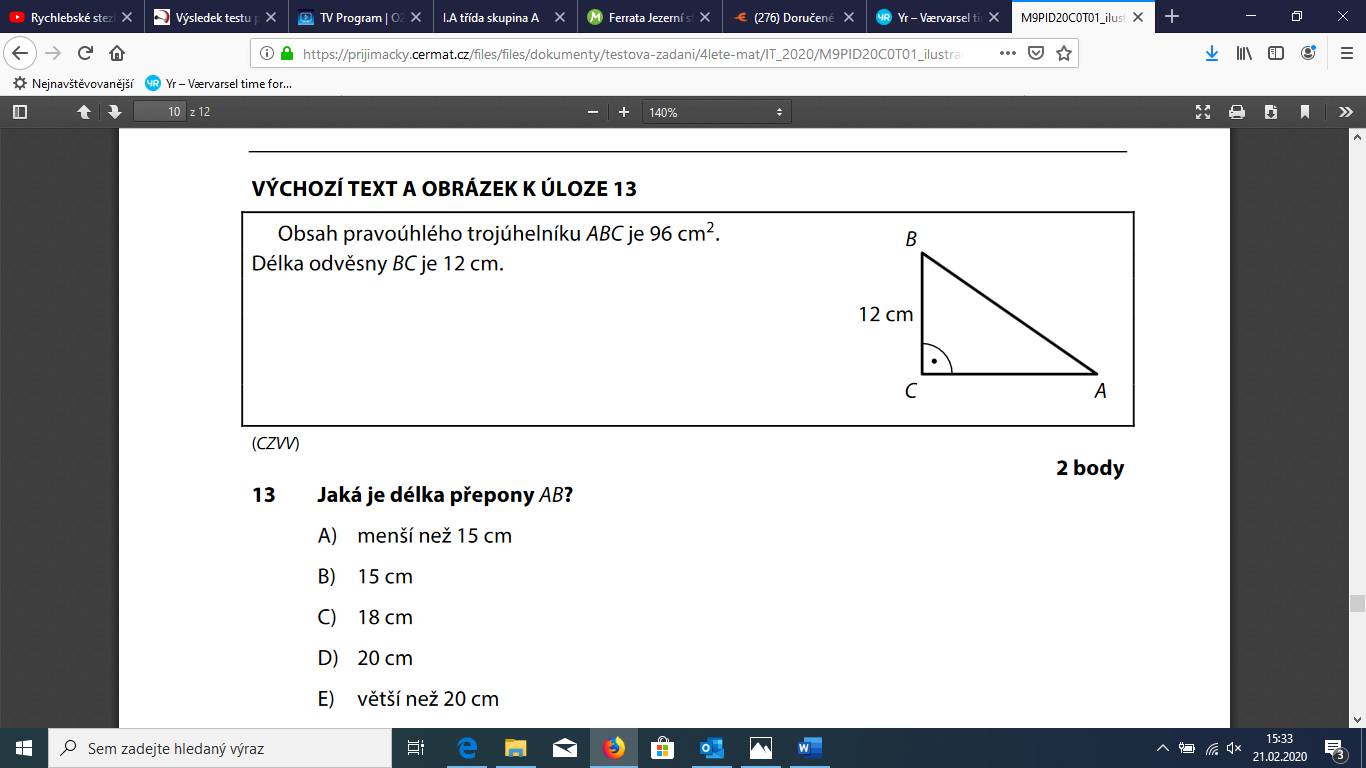 Rychlebské stez
Výsledek testu p
TV Program | O2
I.A třída skupina A
Ferrata Jezerní s
(276) Doručené
Yr – Værvarsel ti
M9PID20C0T01_ilust
https://prijimacky.cermat.cz/files/files/dokumenty/testova-zadani/4lete-mat/IT_2020/M9PID20C0T01_ilustra
Nejnavštěvovanější
Yr – Værvarsel time for...
10 z 12
140%
VÝCHOZÍ TEXT A OBRÁZEK K ÚLOZE 13
Obsah pravoúhlého trojúhelníku ABC je 96 cm².
Délka odvěsny BC je 12 cm.
B
12 cm
C
A
(CZVV)
2 body
13 Jaká je délka přepony AB?
A) menší než 15 cm
B) 15 cm
C) 18 cm
D) 20 cm
E) větší než 20 cm
Sem zadejte hledaný výraz
15:33
21.02.2020
3